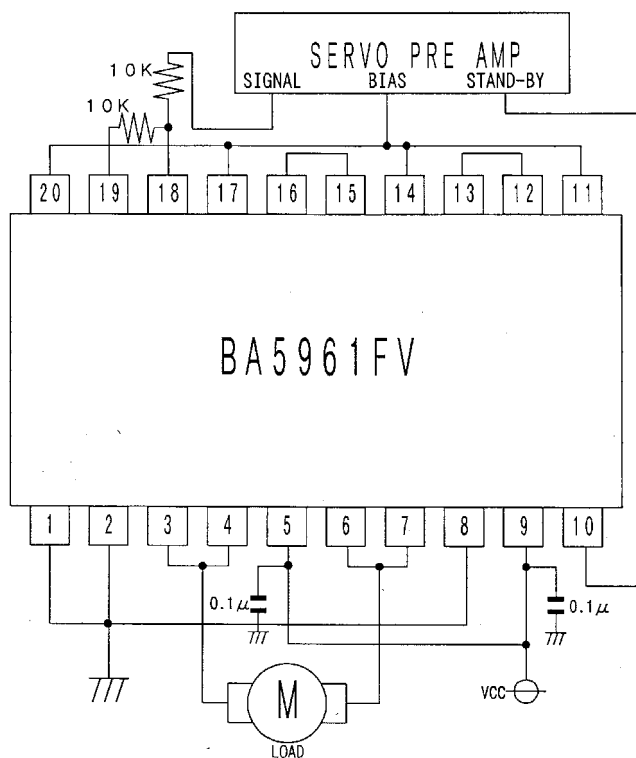 SERVO PRE AMP
SIGNAL BIAS STAND-BY
10K
10K
20 19 18 17 16 15 14 13 12 11
BA5961FV
1 2 3 4 5 6 7 8 9 10
0.1μ
0.1μ
M
VCC
LOAD